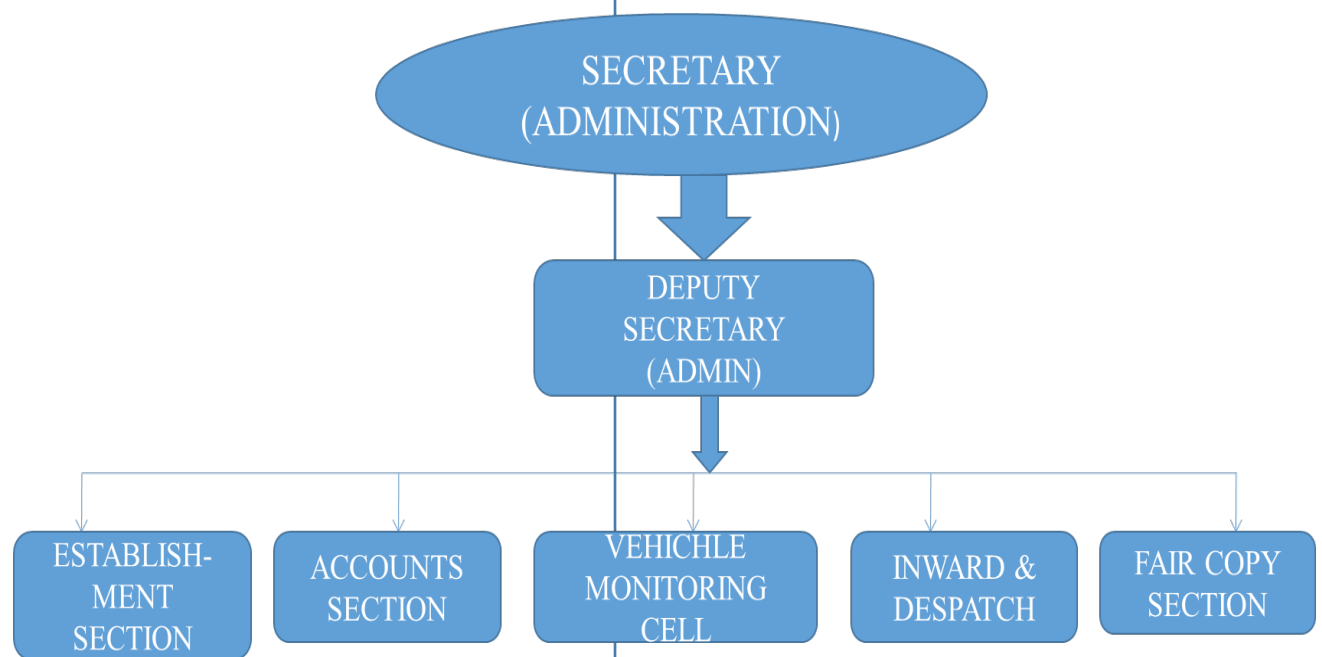 SECRETARY
(ADMINISTRATION)
DEPUTY
SECRETARY
(ADMIN)
ESTABLISH-
MENT
SECTION
ACCOUNTS
SECTION
VEHICHLE
MONITORING
CELL
INWARD &
DESPATCH
FAIR COPY
SECTION